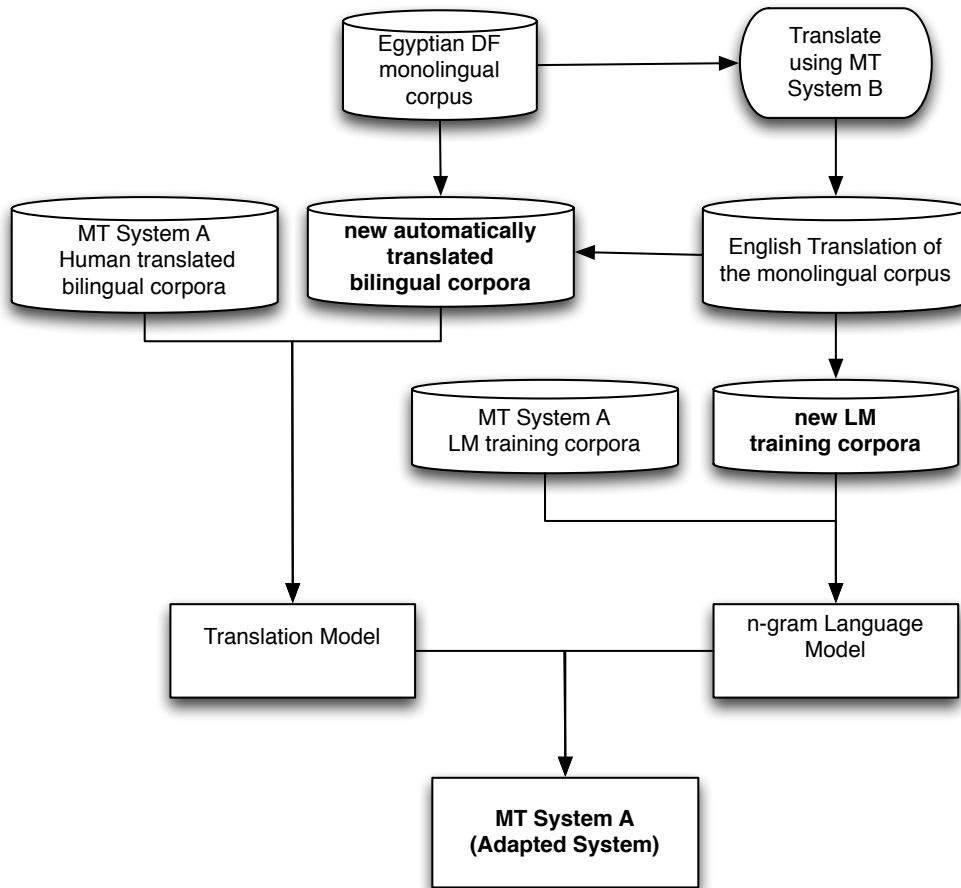 Egyptian DF
monolingual
corpus
Translate
using MT
System B
MT System A
Human translated
bilingual corpora
new automatically
translated
bilingual corpora
English Translation of
the monolingual corpus
MT System A
LM training corpora
new LM
training corpora
Translation Model
n-gram Language
Model
MT System A
(Adapted System)